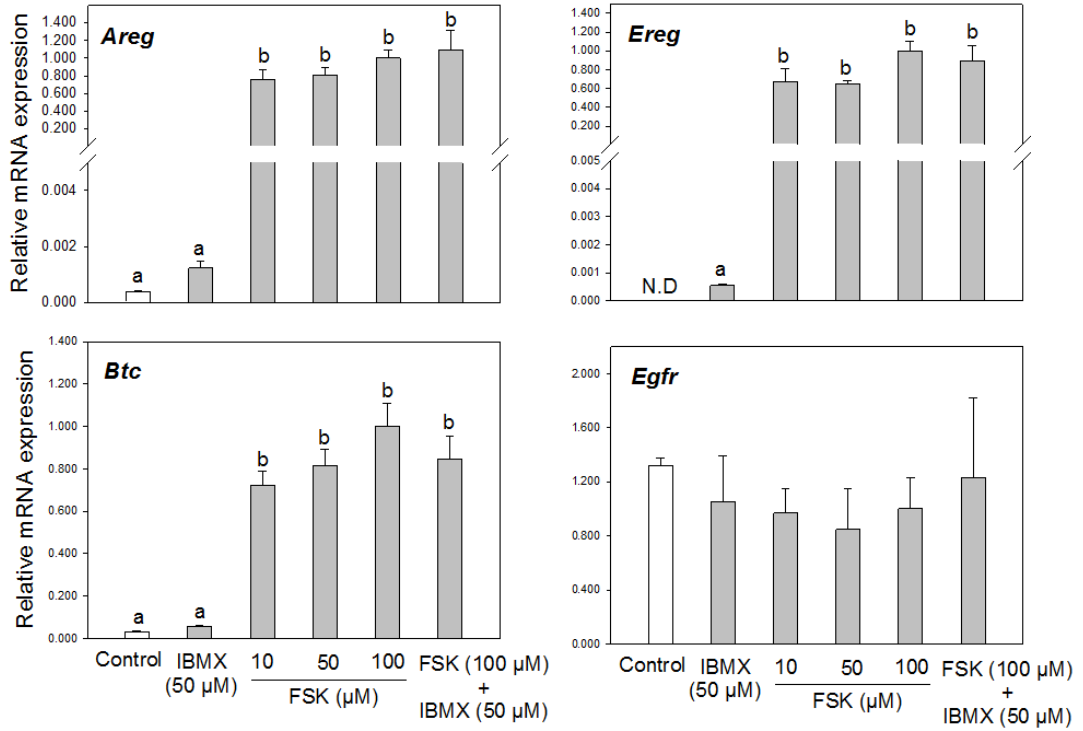 Relative mRNA expression
Areg
1.400
1.200
1.000
0.800
0.600
0.400
0.200
0.004
0.002
0.000
a
a
b
b
b
b
Ereg
1.400
1.200
1.000
0.800
0.600
0.400
0.200
0.005
0.004
0.003
0.002
0.001
0.000
N.D
a
b
b
b
b
Relative mRNA expression
Btc
1.400
1.200
1.000
0.800
0.600
0.400
0.200
0.000
a
a
b
b
b
b
Control
IBMX
(50 µM)
10
50
100
FSK (µM)
FSK (100 µM)
+
IBMX (50 µM)
Egfr
2.000
1.600
1.200
0.800
0.400
0.000
Control
IBMX
(50 µM)
10
50
100
FSK (µM)
FSK (100 µM)
+
IBMX (50 µM)